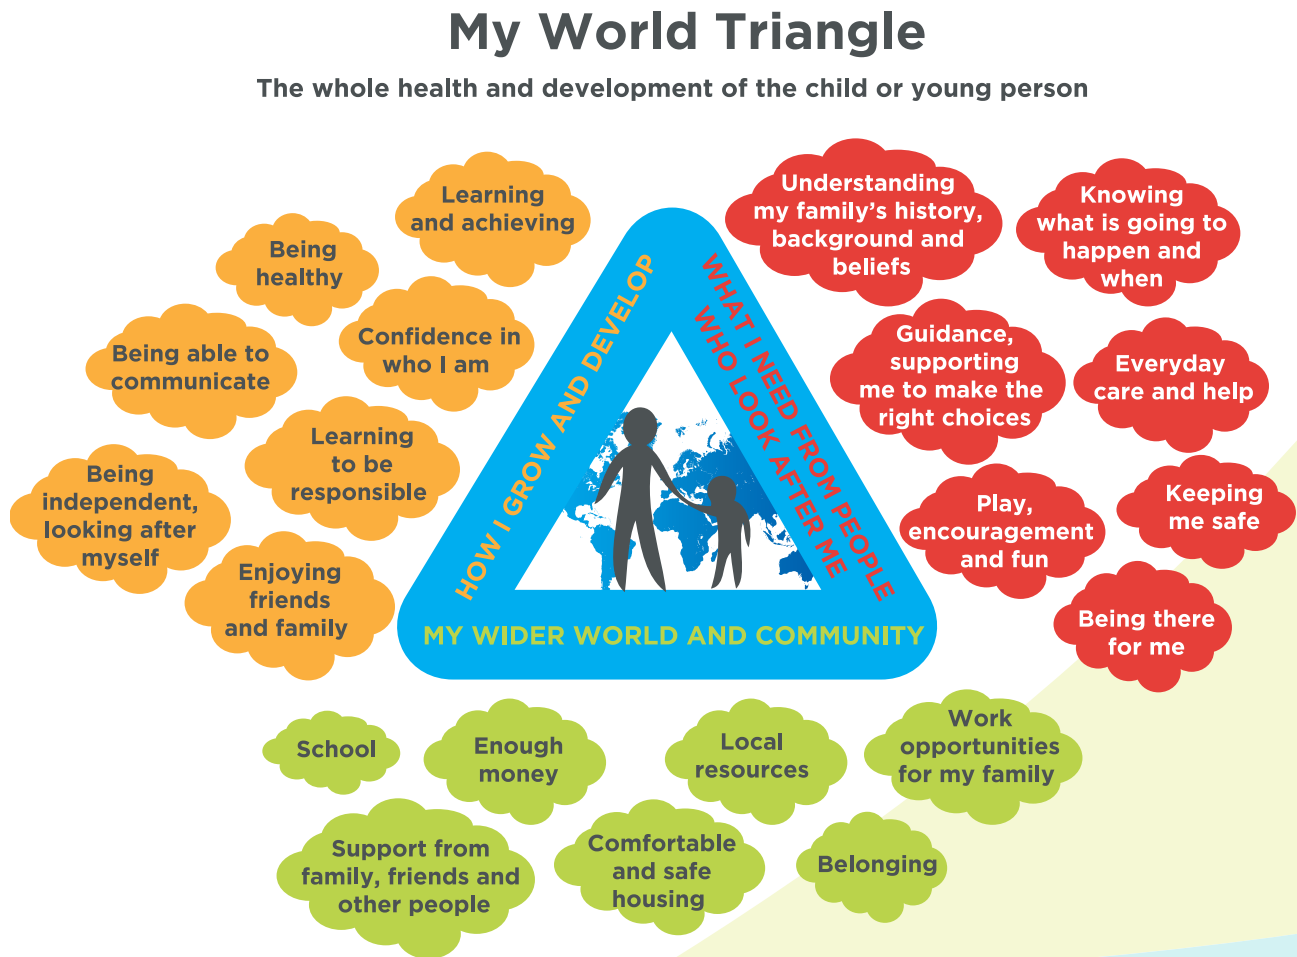 My World Triangle
The whole health and development of the child or young person
Learning
and achieving
Being
healthy
Confidence in
who I am
Being able to
communicate
Learning
to be
responsible
Being
independent,
looking after
myself
Enjoying
friends
and family
HOW I GROW AND DEVELOP
WHAT I NEED FROM PEOPLE
WHO LOOK AFTER ME
MY WIDER WORLD AND COMMUNITY
Understanding
my family's history,
background and
beliefs
Knowing
what is going to
happen and
when
Guidance,
supporting
me to make the
right choices
Everyday
care and help
Play,
encouragement
and fun
Keeping
me safe
Being there
for me
School
Enough
money
Local
resources
Work
opportunities
for my family
Support from
family, friends and
other people
Comfortable
and safe
housing
Belonging